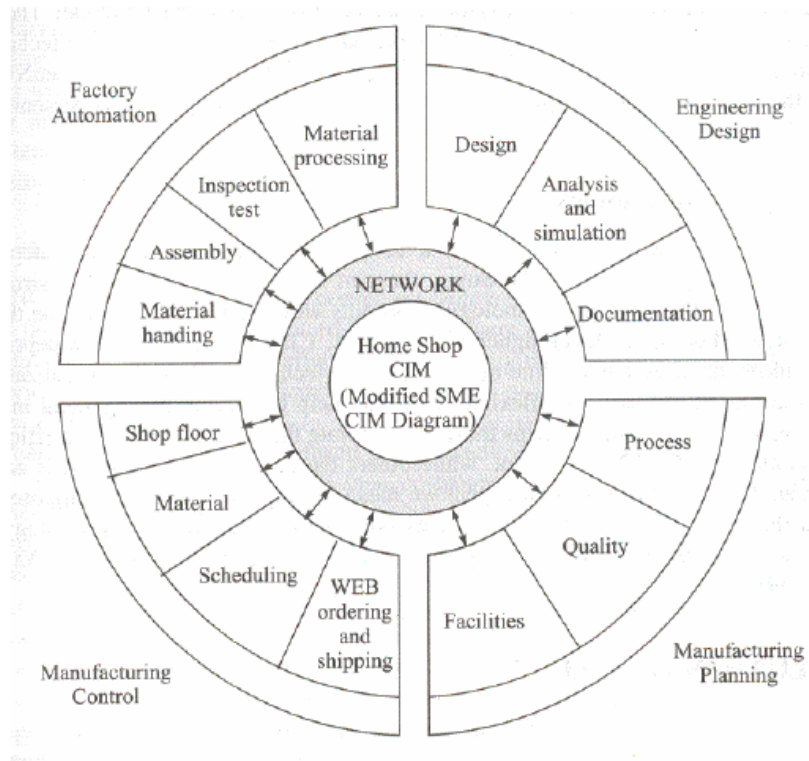 Factory
Automation
Material
processing
Inspection
test
Assembly
Material
handing
Engineering
Design
Design
Analysis
and
simulation
Documentation
NETWORK
Home Shop
CIM
(Modified SME
CIM Diagram)
Shop floor
Material
Scheduling
WEB
ordering
and
shipping
Manufacturing
Control
Process
Quality
Facilities
Manufacturing
Planning